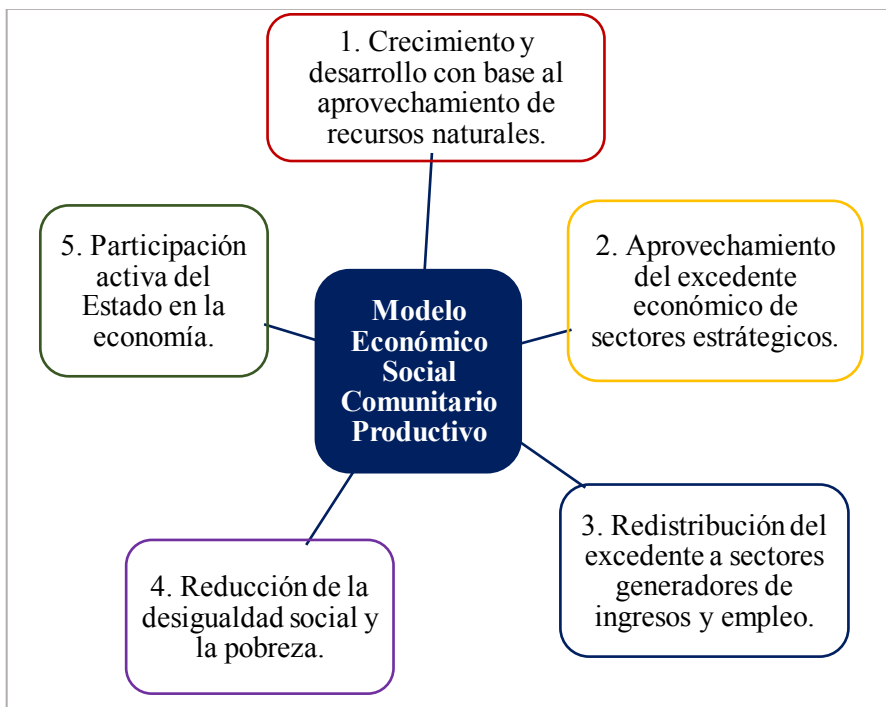 1. Crecimiento y
desarrollo con base al
aprovechamiento de
recursos naturales.
5. Participación
activa del
Estado en la
economía.
2. Aprovechamiento
del excedente
económico de
sectores estrátegicos.
Modelo
Económico
Social
Comunitario
Productivo
3. Redistribución del
excedente a sectores
generadores de
ingresos y empleo.
4. Reducción de la
desigualdad social y
la pobreza.